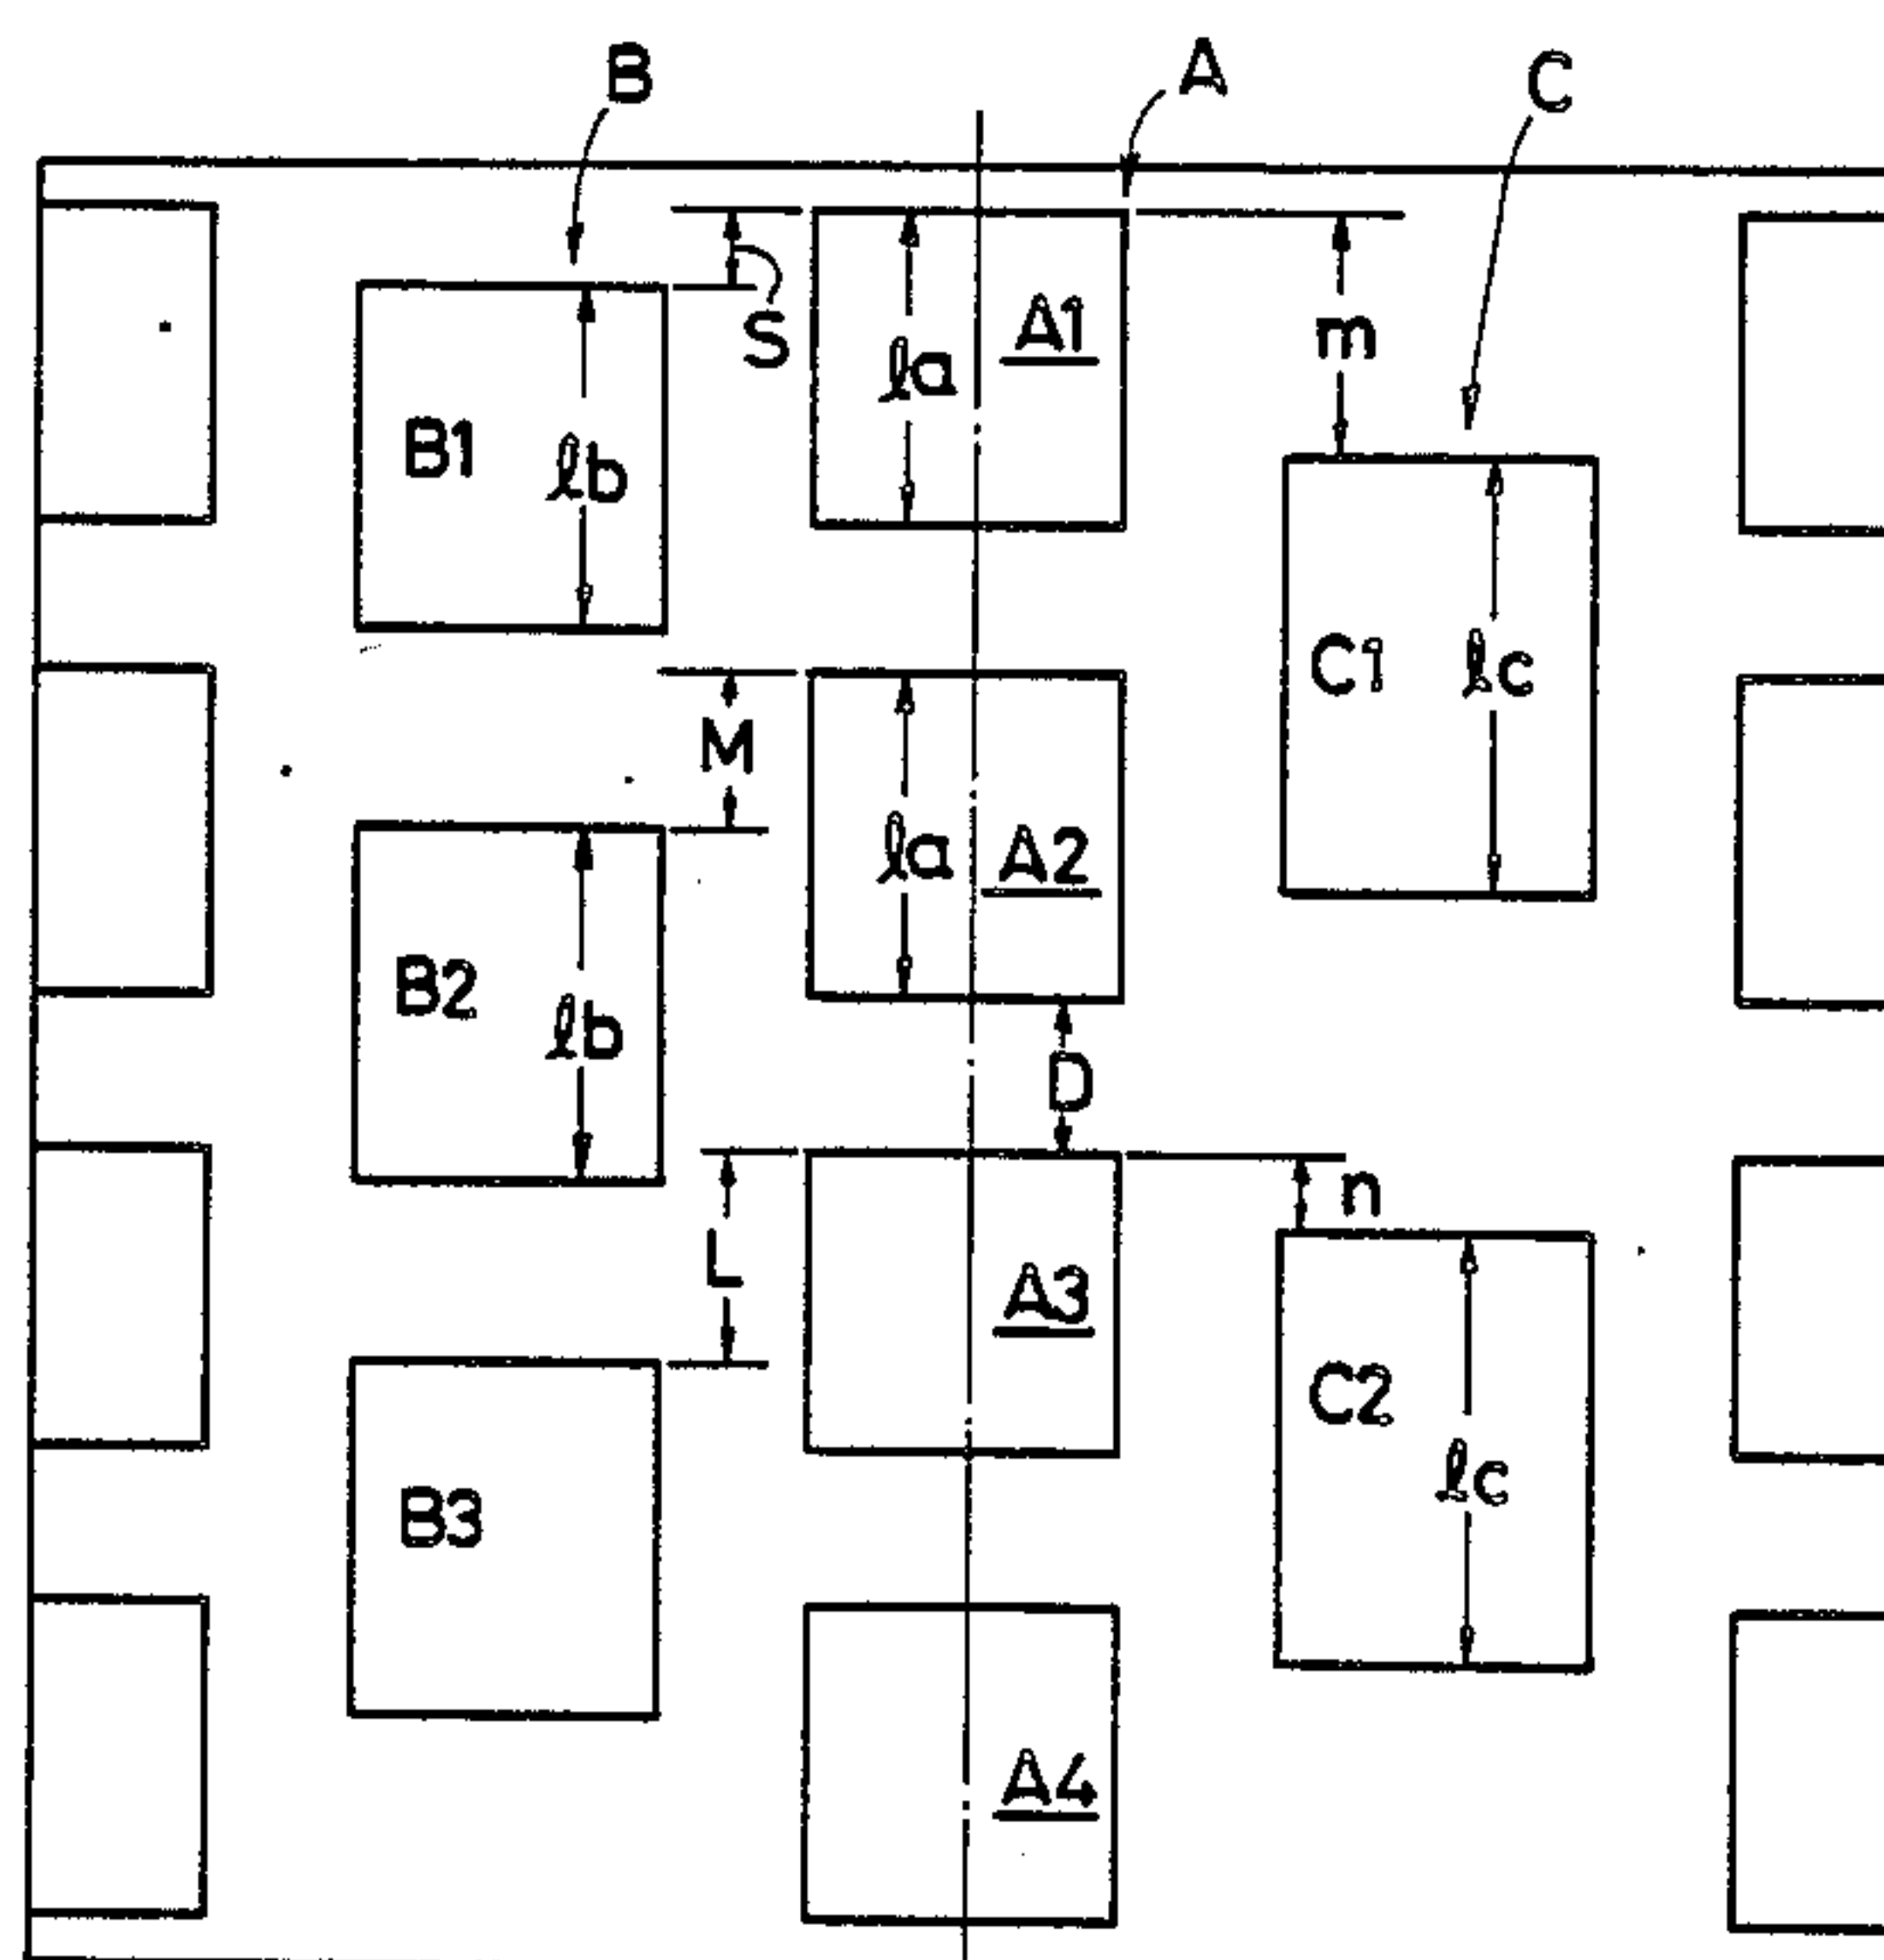 B A C
S la A1 m
B1 lb
C1 lc
M
la A2
B2 lb
D
L n
A3
C2 lc
B3
A4